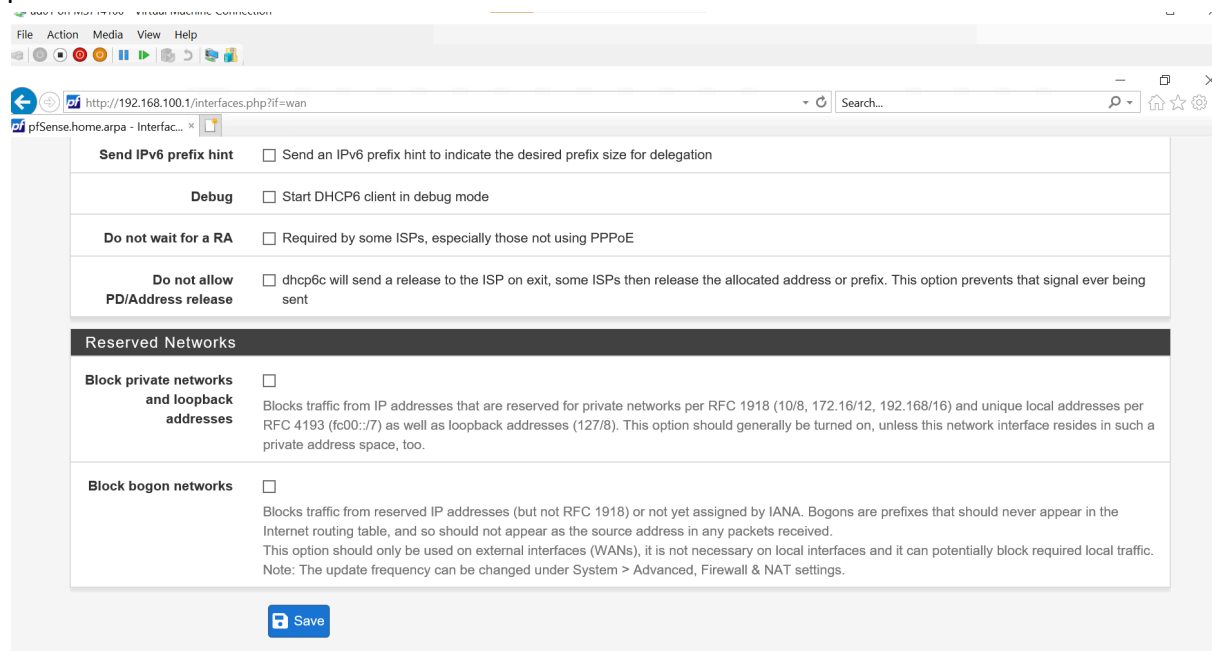 File Action Media View Help
http://192.168.100.1/interfaces.php?if=wan
Search...
pfSense.home.arpa - Interfac...
Send IPv6 prefix hint
Send an IPv6 prefix hint to indicate the desired prefix size for delegation
Debug
Start DHCP6 client in debug mode
Do not wait for a RA
Required by some ISPs, especially those not using PPPoE
Do not allow
PD/Address release
dhcp6c will send a release to the ISP on exit, some ISPs then release the allocated address or prefix. This option prevents that signal ever being
sent
Reserved Networks
Block private networks
and loopback
addresses
Blocks traffic from IP addresses that are reserved for private networks per RFC 1918 (10/8, 172.16/12, 192.168/16) and unique local addresses per
RFC 4193 (fc00::/7) as well as loopback addresses (127/8). This option should generally be turned on, unless this network interface resides in such a
private address space, too.
Block bogon networks
Blocks traffic from reserved IP addresses (but not RFC 1918) or not yet assigned by IANA. Bogons are prefixes that should never appear in the
Internet routing table, and so should not appear as the source address in any packets received.
This option should only be used on external interfaces (WANs), it is not necessary on local interfaces and it can potentially block required local traffic.
Note: The update frequency can be changed under System > Advanced, Firewall & NAT settings.
Save